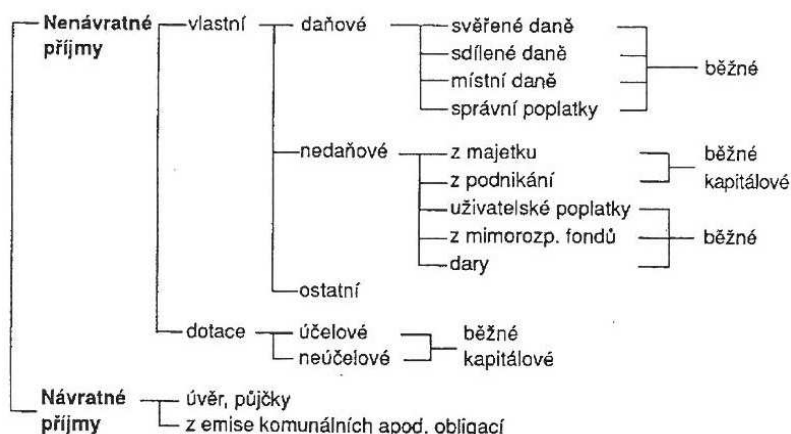 Nenávratné příjmy
vlastní
daňové
svěřené daně
sdílené daně
místní daně
správní poplatky
běžné
nedaňové
z majetku
z podnikání
běžné
kapitálové
uživatelské poplatky
z mimorozp. fondů
dary
běžné
ostatní
dotace
účelové
neúčelové
běžné
kapitálové
Návratné příjmy
úvěr, půjčky
z emise komunálních apod. obligací